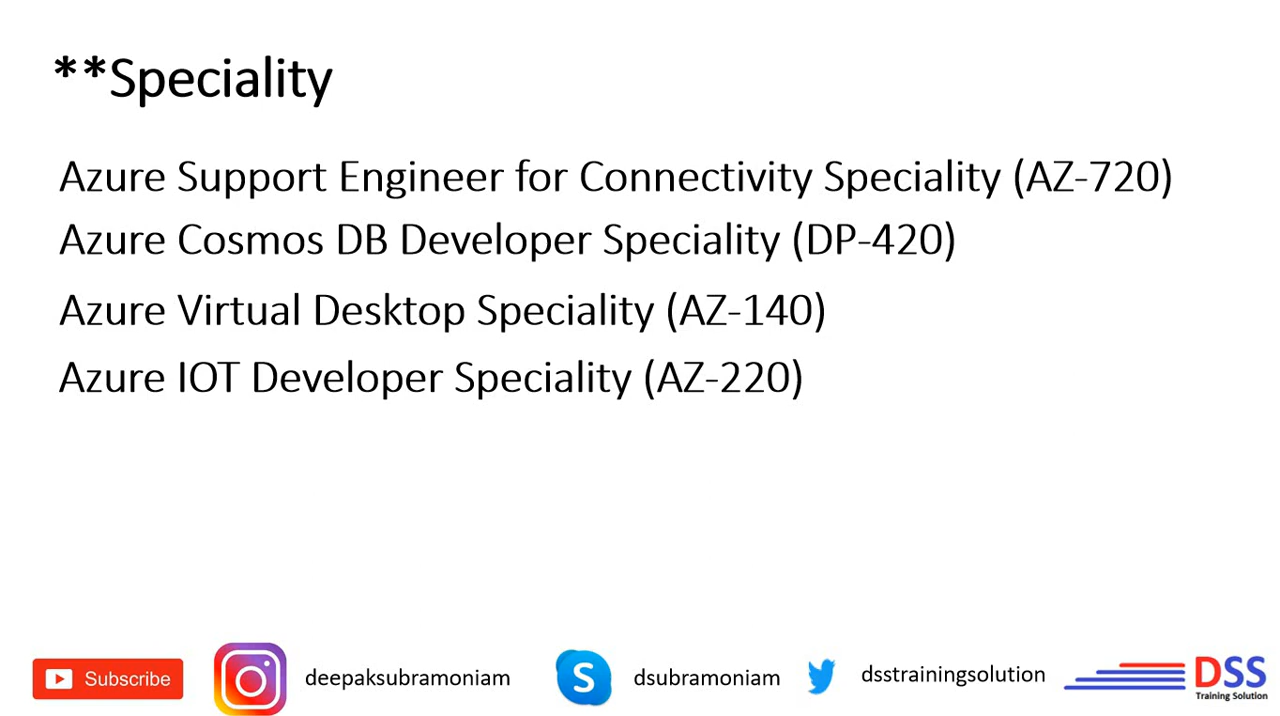 **Speciality
Azure Support Engineer for Connectivity Speciality (AZ-720)
Azure Cosmos DB Developer Speciality (DP-420)
Azure Virtual Desktop Speciality (AZ-140)
Azure IOT Developer Speciality (AZ-220)
Subscribe
deepaksubramoniam
S
dsubramoniam
dsstrainingsolution
DSS
Training Solution